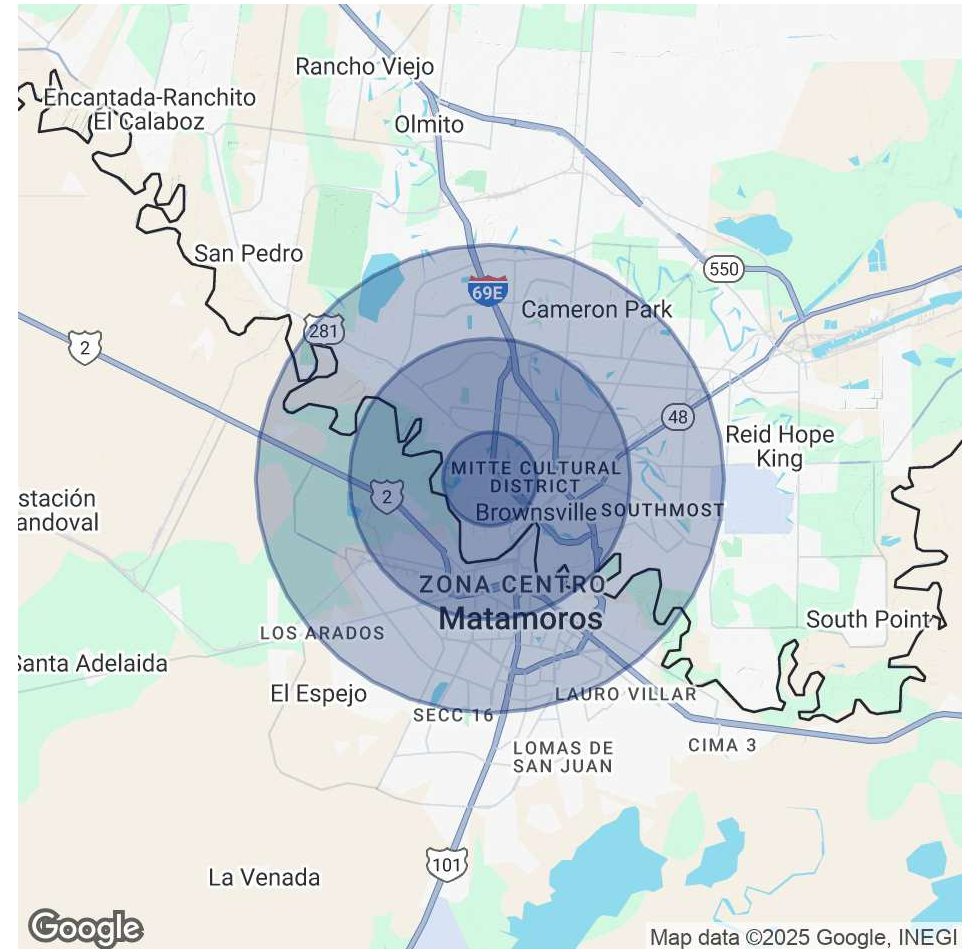 Rancho Viejo
Encantada-Ranchito
El Calaboz
Olmito
San Pedro
550
69E
Cameron Park
281
2
48
Reid Hope
King
MITTE CULTURAL
DISTRICT
2
stación
andoval
Brownsville
SOUTHMOST
ZONA CENTRO
Matamoros
South Point
LOS ARADOS
Santa Adelaida
El Espejo
LAURO VILLAR
SECC 16
CIMA 3
LOMAS DE
SAN JUAN
101
La Venada
Google
Map data ©2025 Google, INEGI